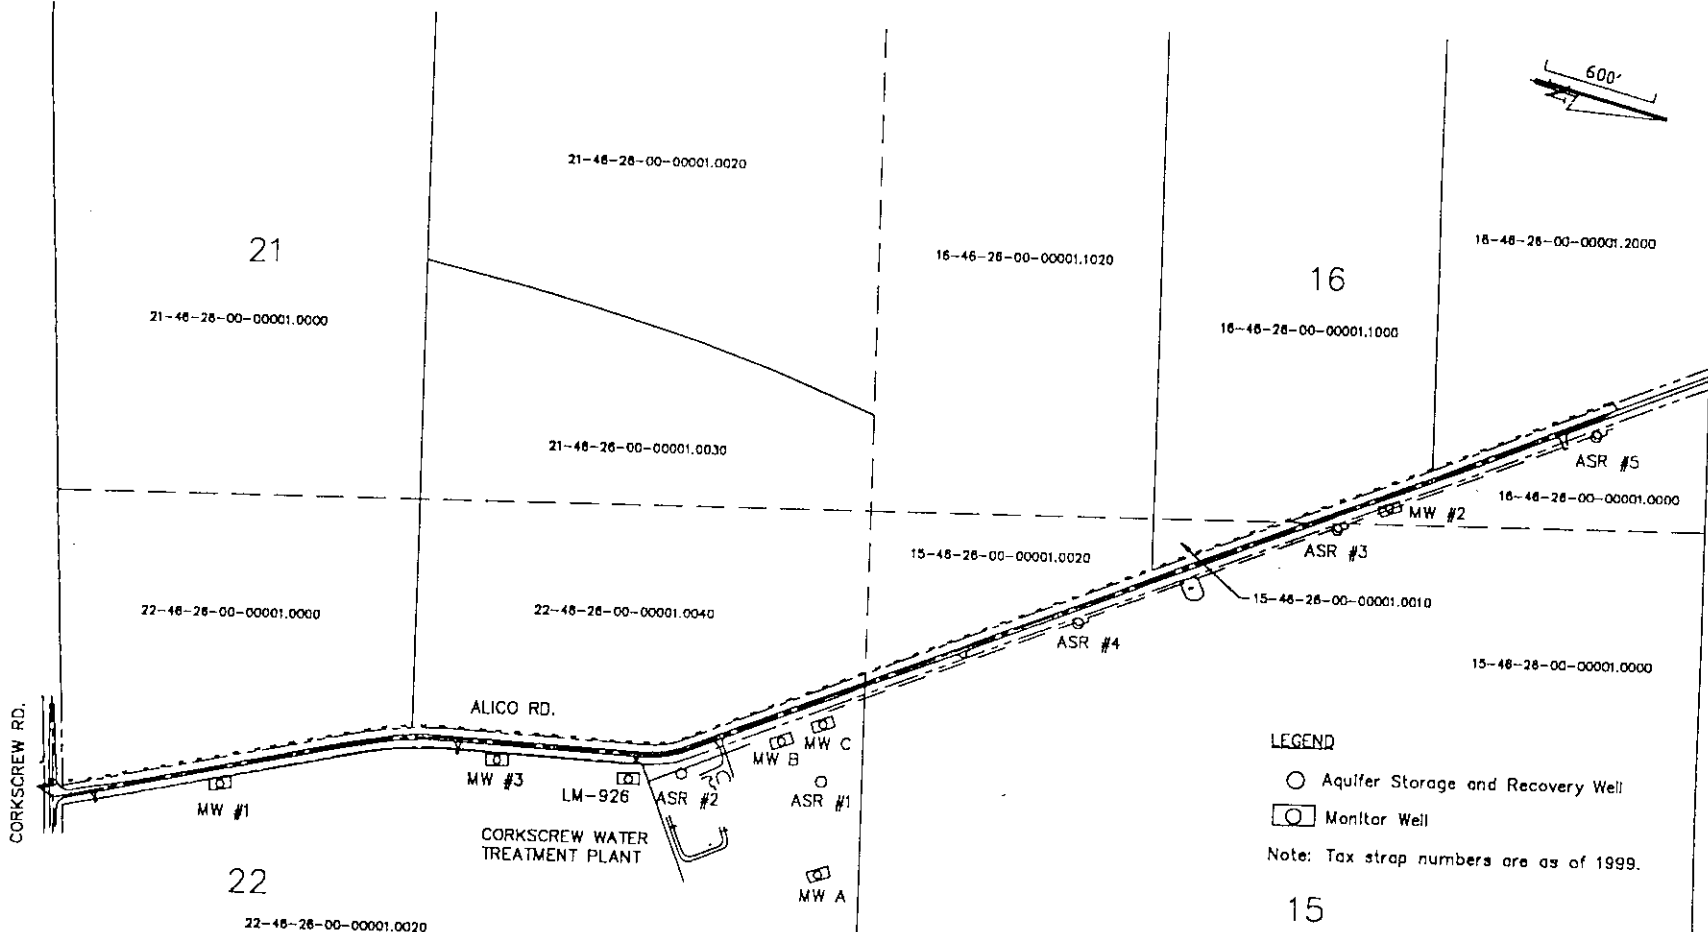 600'
N
21-46-26-00-00001.0020
21
16-46-26-00-00001.1020
16-46-26-00-00001.2000
16
21-46-26-00-00001.0000
16-46-26-00-00001.1000
21-46-26-00-00001.0030
ASR #5
16-46-26-00-00001.0000
MW #2
ASR #3
15-46-26-00-00001.0020
22-46-26-00-00001.0000
22-46-26-00-00001.0040
15-46-26-00-00001.0010
ASR #4
15-46-26-00-00001.0000
CORKSCREW RD.
ALICO RD.
MW C
MW B
MW #3
LM-926
ASR #2
ASR #1
MW #1
CORKSCREW WATER
TREATMENT PLANT
MW A
22
22-46-26-00-00001.0020
LEGEND
Aquifer Storage and Recovery Well
Monitor Well
Note: Tax strap numbers are as of 1999.
15